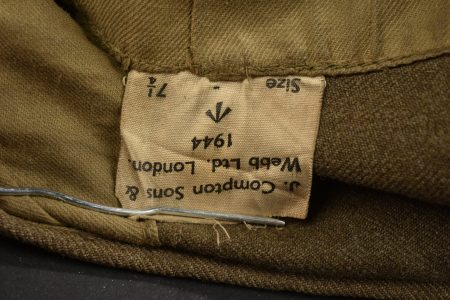 J. Compton Sons &
Webb Ltd. London.
1944
Size - 7¼